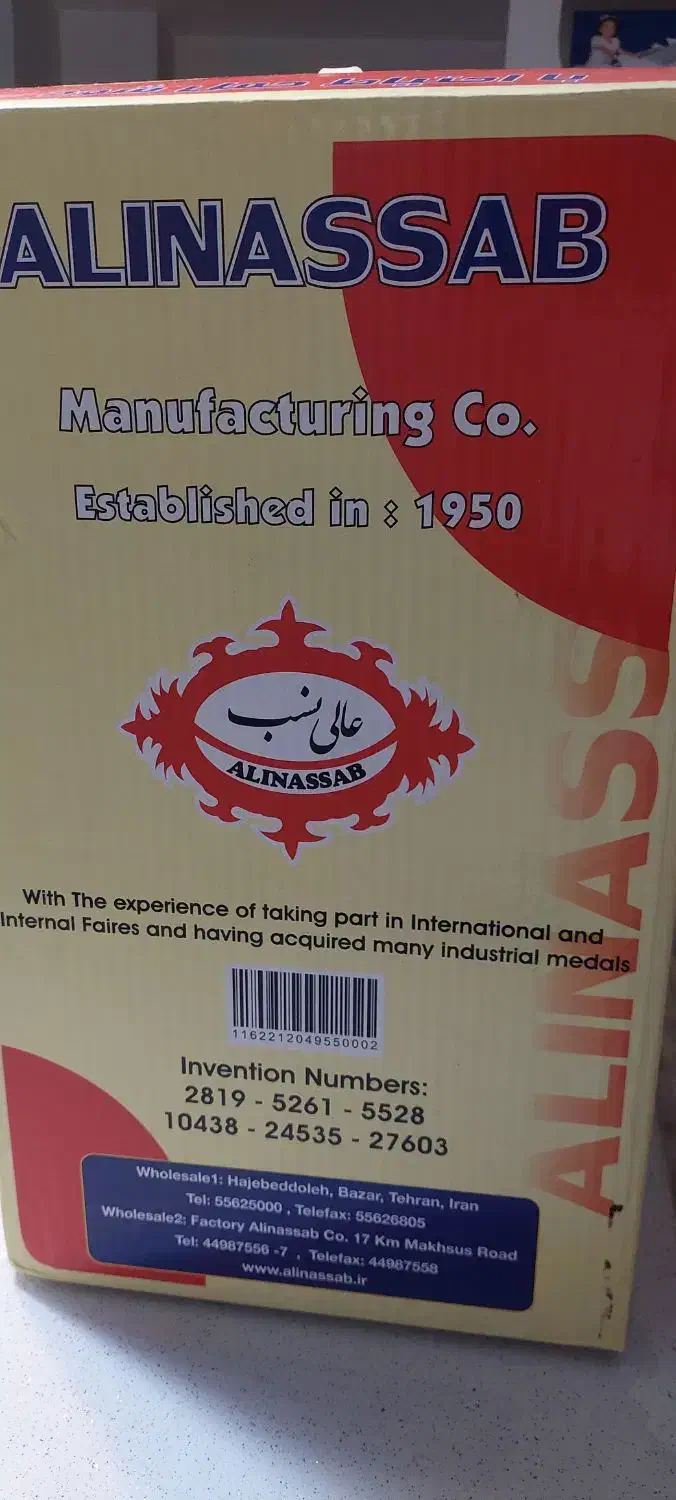 ALINASSAB
Manufacturing Co.
Established in : 1950
عالی نسب
ALINASSAB
With The experience of taking part in International and
Internal Faires and having acquired many industrial medals
1162212049550002
Invention Numbers:
2819 - 5261 - 5528
10438 - 24535 - 27603
Wholesale1: Hajebeddoleh, Bazar, Tehran, Iran
Tel: 55625000 , Telefax: 55626805
Wholesale2: Factory Alinassab Co. 17 Km Makhsus Road
Tel: 44987556 -7 , Telefax: 44987558
www.alinassab.ir
ALINASS